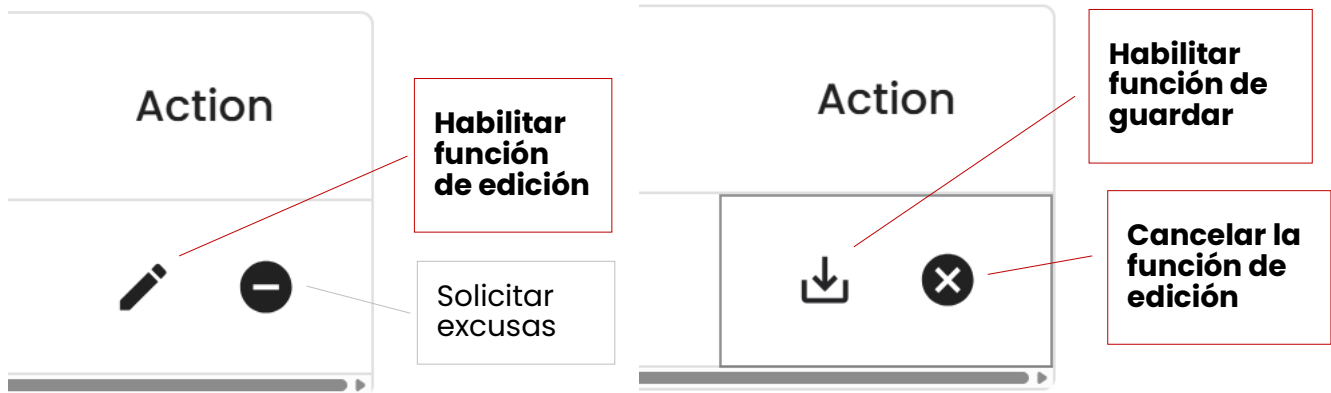 Action
Habilitar
función
de edición
Solicitar
excusas
Action
Habilitar
función de
guardar
Cancelar la
función de
edición